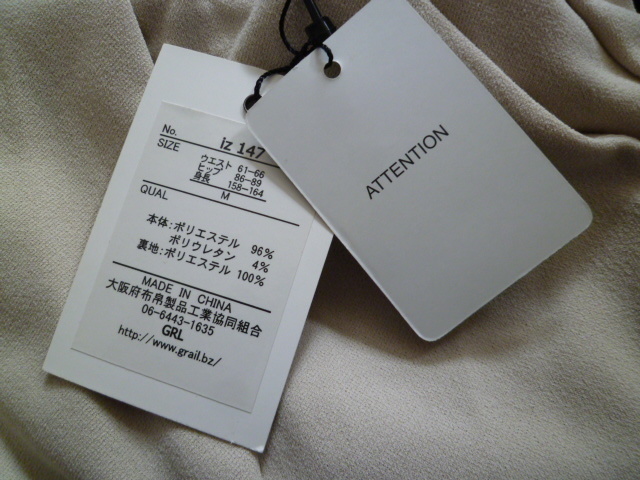 No. iz 147
SIZE
ウエスト 61-66
ヒップ 86-89
身長 158-164
M
QUAL
本体:ポリエステル 96%
ポリウレタン 4%
裏地:ポリエステル 100%
MADE IN CHINA
大阪府布帛製品工業協同組合
06-6443-1635
GRL
http://www.grail.bz/
ATTENTION